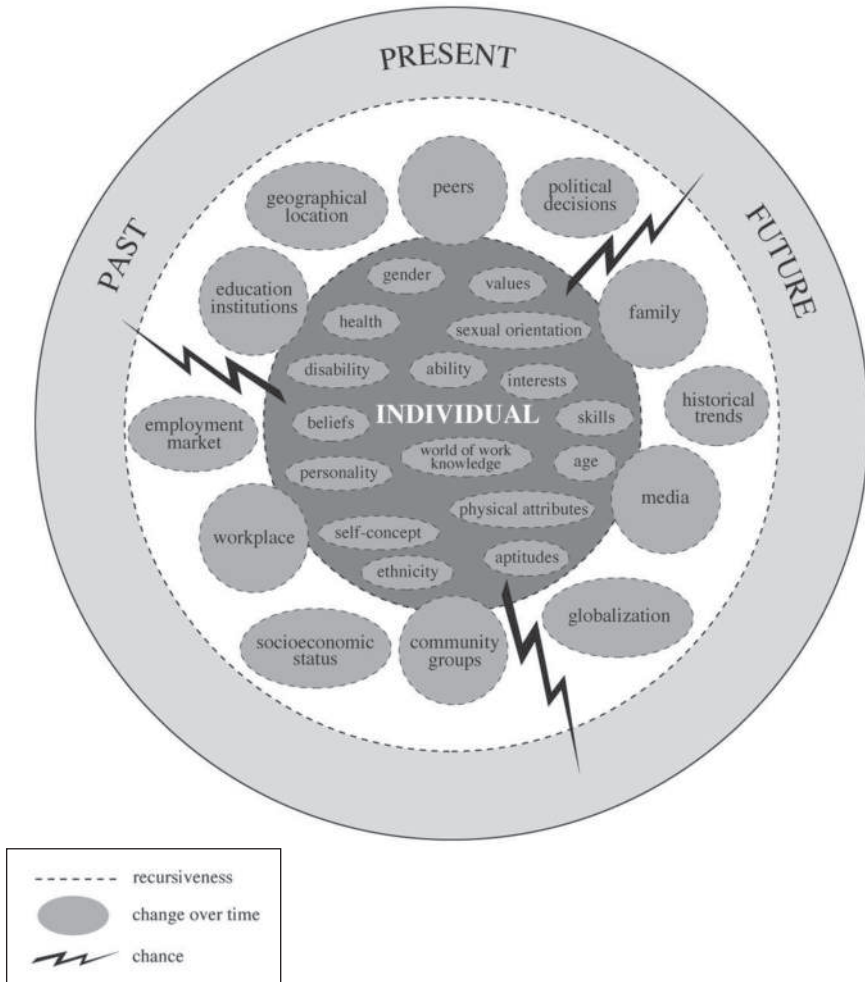 PRESENT
PAST
FUTURE
peers
geographical
location
political
decisions
education
institutions
family
employment
market
historical
trends
workplace
media
socioeconomic
status
community
groups
globalization
gender
values
health
sexual orientation
disability
ability
interests
INDIVIDUAL
beliefs
skills
world of work
knowledge
age
personality
physical attributes
self-concept
aptitudes
ethnicity
recursiveness
change over time
chance